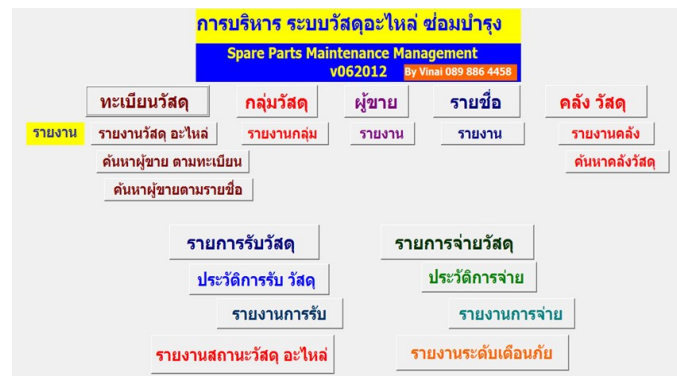 การบริหาร ระบบวัสดุอะไหล่ ซ่อมบำรุง
Spare Parts Maintenance Management
v062012 By Vinai 089 886 4458
ทะเบียนวัสดุ กลุ่มวัสดุ ผู้ขาย รายชื่อ คลัง วัสดุ
รายงาน รายงานวัสดุ อะไหล่ รายงานกลุ่ม รายงาน รายงาน รายงานคลัง
ค้นหาผู้ขาย ตามทะเบียน ค้นหาคลังวัสดุ
ค้นหาผู้ขายตามรายชื่อ
รายการรับวัสดุ รายการจ่ายวัสดุ
ประวัติการรับ วัสดุ ประวัติการจ่าย
รายงานการรับ รายงานการจ่าย
รายงานสถานะวัสดุ อะไหล่ รายงานระดับเตือนภัย